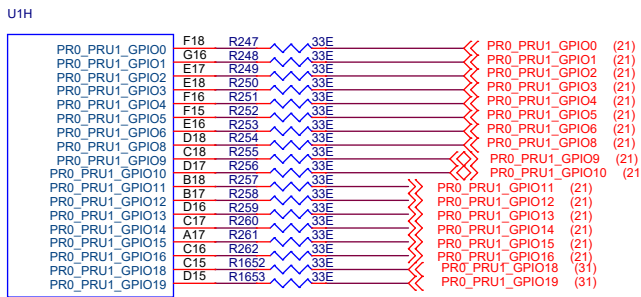 U1H
PR0_PRU1_GPIO0 F18 R247 33E PR0_PRU1_GPIO0 (21)
PR0_PRU1_GPIO1 G16 R248 33E PR0_PRU1_GPIO1 (21)
PR0_PRU1_GPIO2 E17 R249 33E PR0_PRU1_GPIO2 (21)
PR0_PRU1_GPIO3 E18 R250 33E PR0_PRU1_GPIO3 (21)
PR0_PRU1_GPIO4 F16 R251 33E PR0_PRU1_GPIO4 (21)
PR0_PRU1_GPIO5 F15 R252 33E PR0_PRU1_GPIO5 (21)
PR0_PRU1_GPIO6 E16 R253 33E PR0_PRU1_GPIO6 (21)
PR0_PRU1_GPIO8 D18 R254 33E PR0_PRU1_GPIO8 (21)
PR0_PRU1_GPIO9 C18 R255 33E PR0_PRU1_GPIO9 (21)
PR0_PRU1_GPIO10 D17 R256 33E PR0_PRU1_GPIO10 (21
PR0_PRU1_GPIO11 B18 R257 33E PR0_PRU1_GPIO11 (21)
PR0_PRU1_GPIO12 B17 R258 33E PR0_PRU1_GPIO12 (21)
PR0_PRU1_GPIO13 D16 R259 33E PR0_PRU1_GPIO13 (21)
PR0_PRU1_GPIO14 C17 R260 33E PR0_PRU1_GPIO14 (21)
PR0_PRU1_GPIO15 A17 R261 33E PR0_PRU1_GPIO15 (21)
PR0_PRU1_GPIO16 C16 R262 33E PR0_PRU1_GPIO16 (21)
PR0_PRU1_GPIO18 C15 R1652 33E PR0_PRU1_GPIO18 (31)
PR0_PRU1_GPIO19 D15 R1653 33E PR0_PRU1_GPIO19 (31)